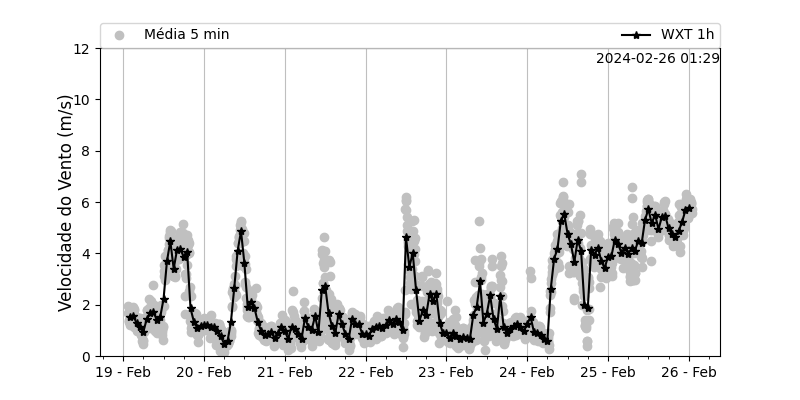 Média 5 min
WXT 1h
2024-02-26 01:29
Velocidade do Vento (m/s)
12
10
8
6
4
2
0
19 - Feb
20 - Feb
21 - Feb
22 - Feb
23 - Feb
24 - Feb
25 - Feb
26 - Feb